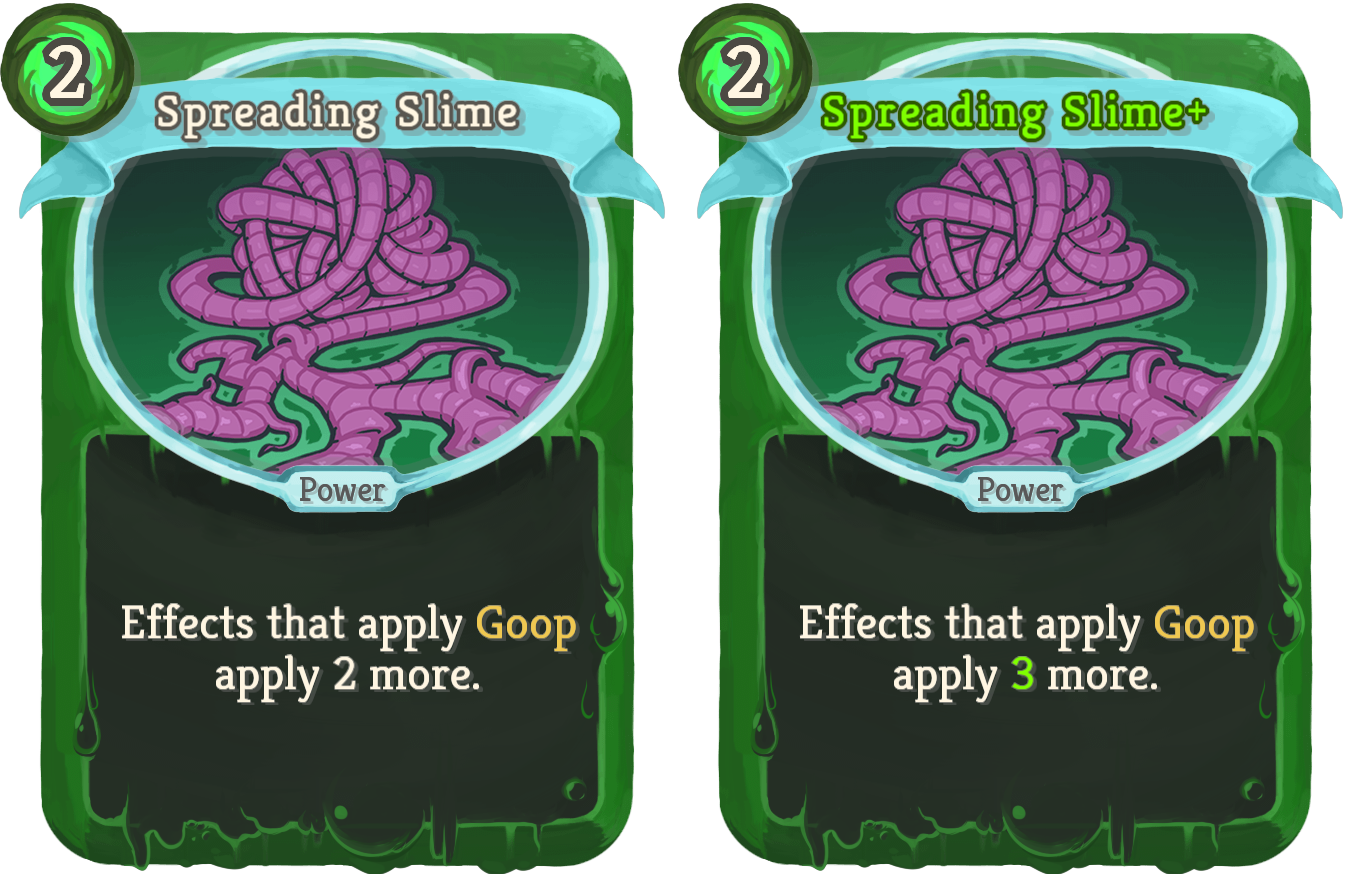 2
Spreading Slime
Power
Effects that apply Goop
apply 2 more.
2
Spreading Slime+
Power
Effects that apply Goop
apply 3 more.